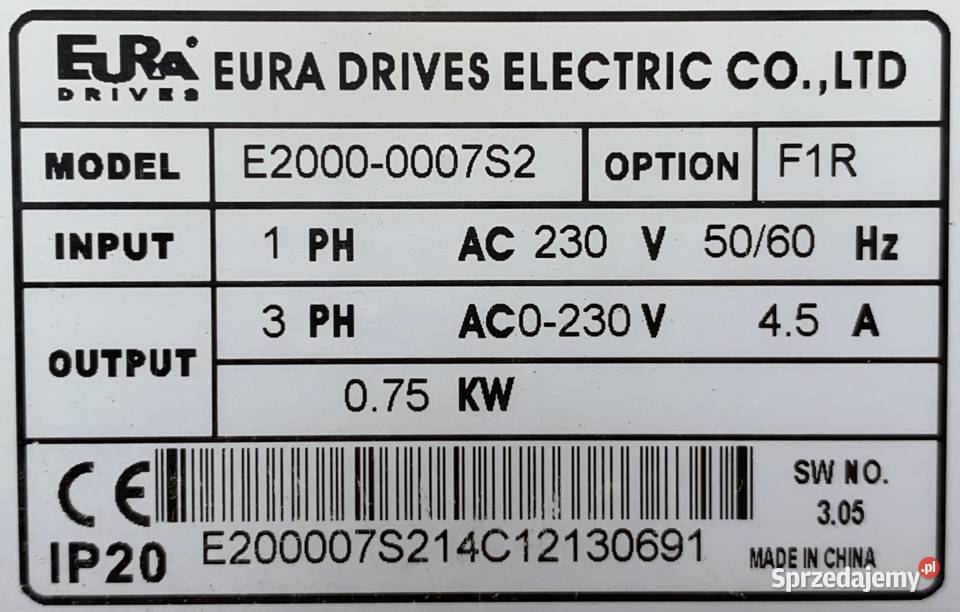 EURA DRIVES EURA DRIVES ELECTRIC CO.,LTD
MODEL E2000-0007S2 OPTION F1R
INPUT 1 PH AC 230 V 50/60 Hz
OUTPUT 3 PH AC0-230 V 4.5 A
0.75 KW
CE SW NO.
3.05
IP20 E200007S214C12130691 MADE IN CHINA
Sprzedajemy.pl